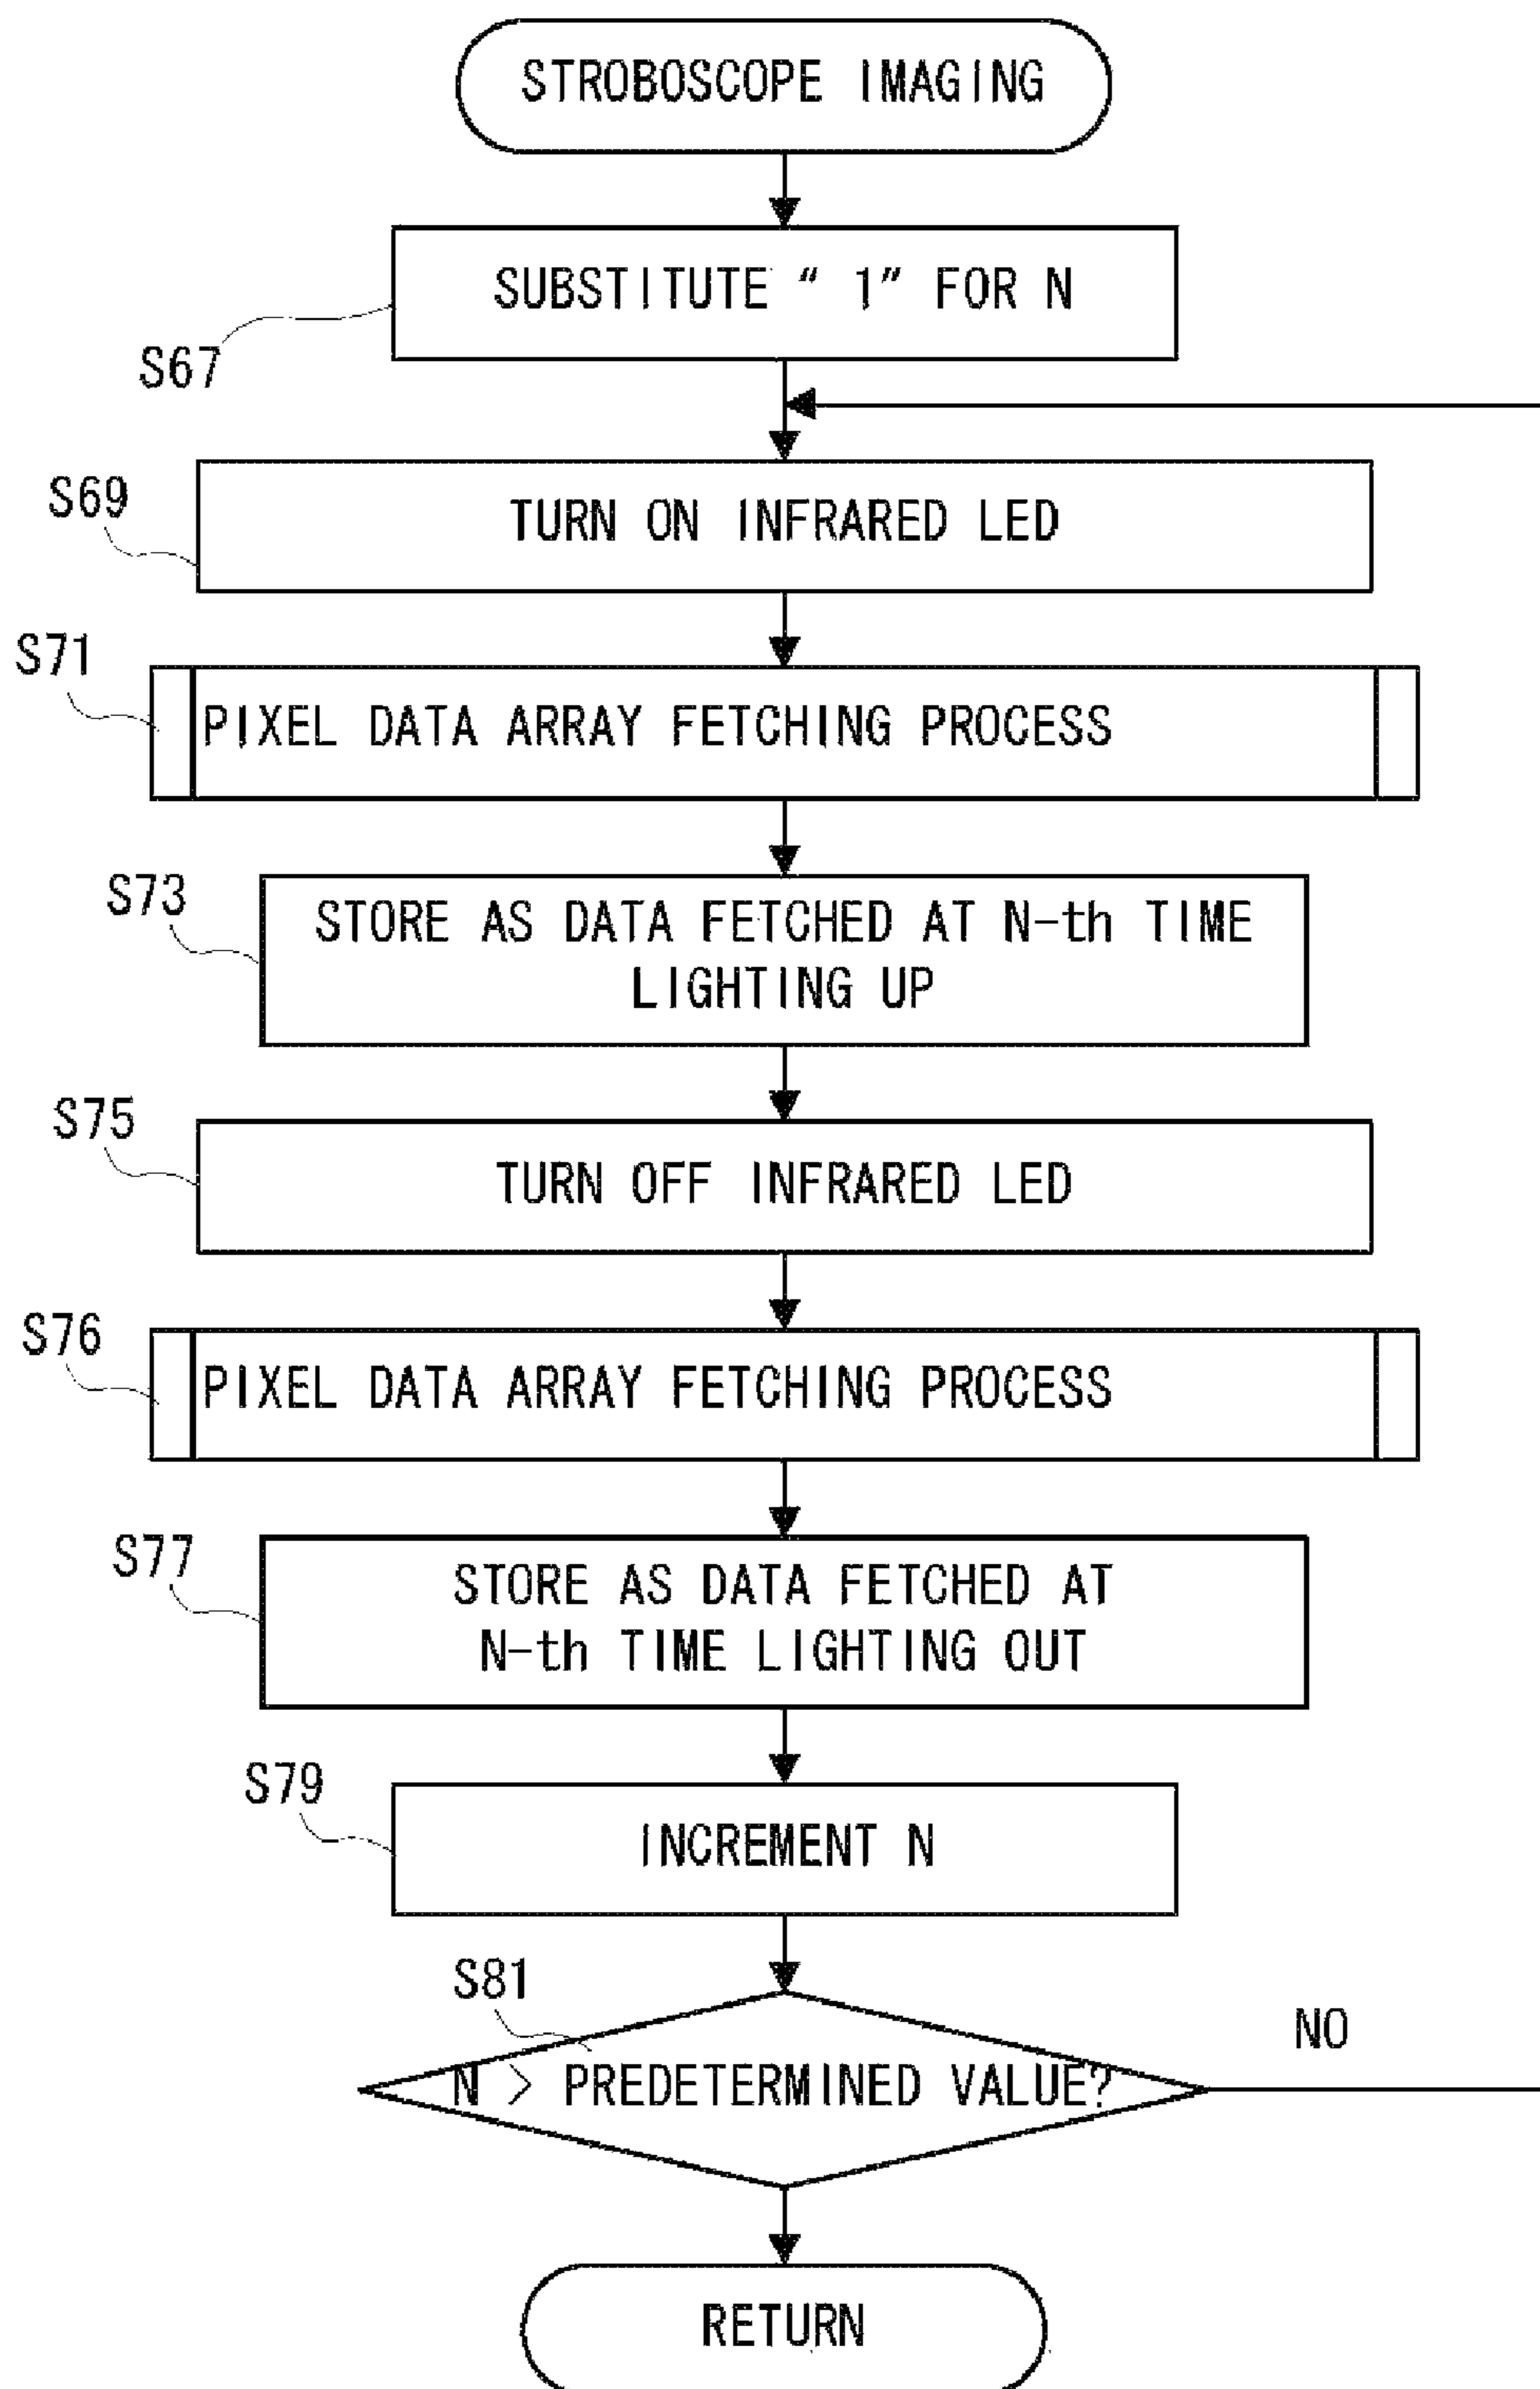 STROBOSCOPE IMAGING
SUBSTITUTE “ 1” FOR N
S67
S69
TURN ON INFRARED LED
S71
PIXEL DATA ARRAY FETCHING PROCESS
S73
STORE AS DATA FETCHED AT N-th TIME
LIGHTING UP
S75
TURN OFF INFRARED LED
S76
PIXEL DATA ARRAY FETCHING PROCESS
S77
STORE AS DATA FETCHED AT
N-th TIME LIGHTING OUT
S79
INCREMENT N
S81
NO
N > PREDETERMINED VALUE?
RETURN